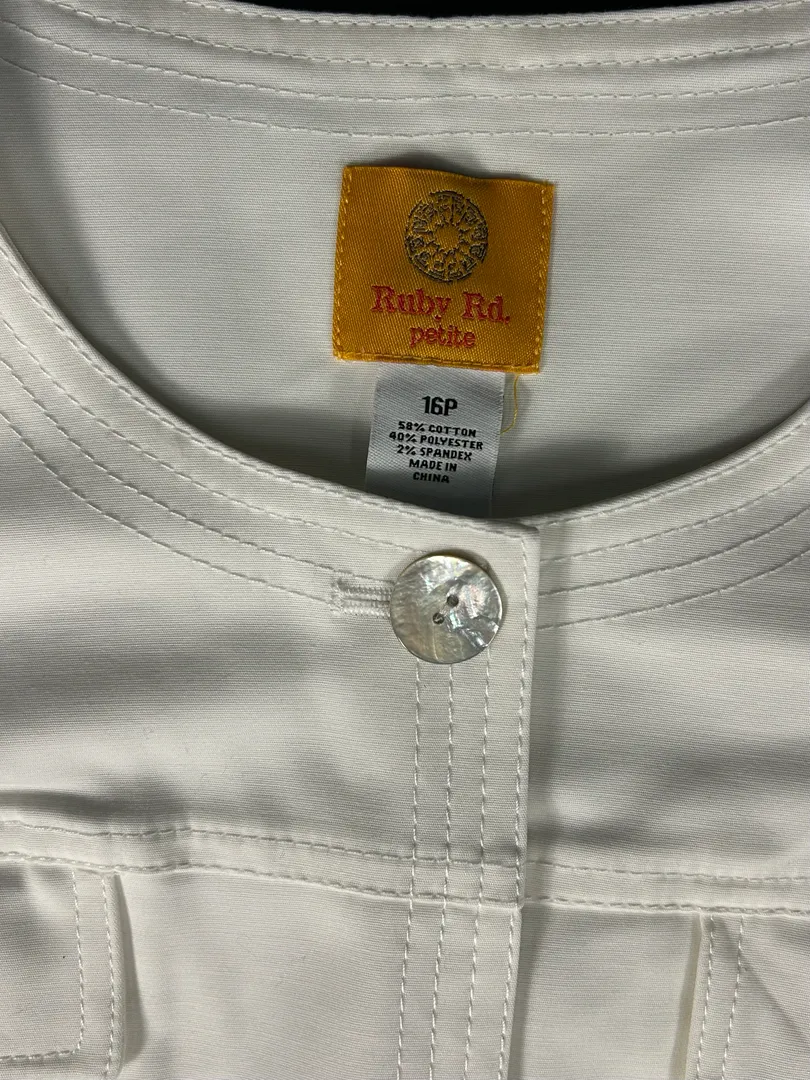 Ruby Rd.
petite
16P
58% COTTON
40% POLYESTER
2% SPANDEX
MADE IN
CHINA